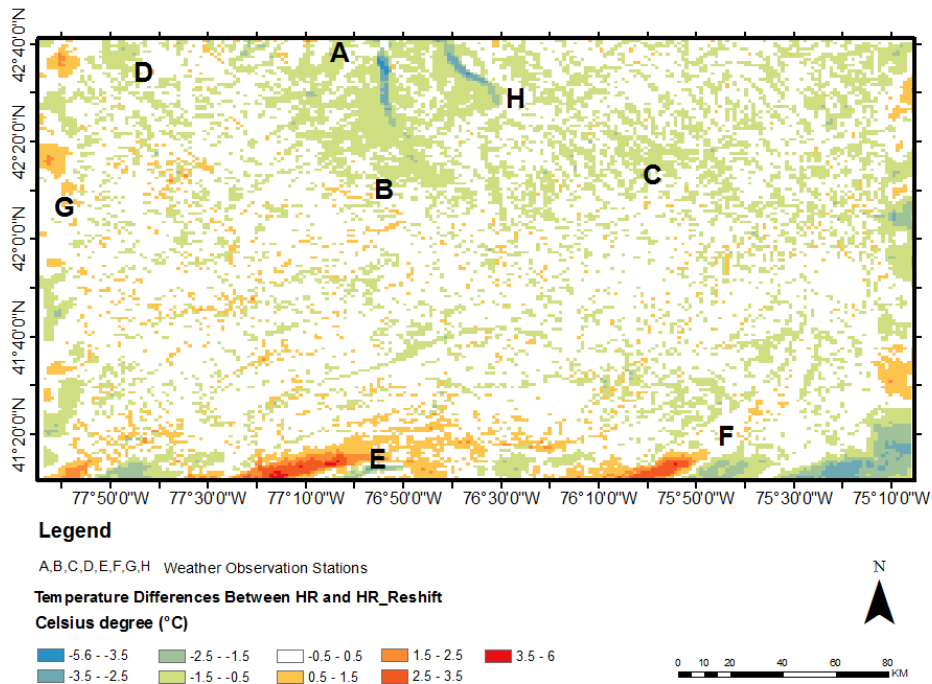 42°40'0"N
42°20'0"N
42°0'0"N
41°40'0"N
41°20'0"N
A
D
H
C
B
G
F
E
77°50'0"W 77°30'0"W 77°10'0"W 76°50'0"W 76°30'0"W 76°10'0"W 75°50'0"W 75°30'0"W 75°10'0"W
Legend
A,B,C,D,E,F,G,H Weather Observation Stations
Temperature Differences Between HR and HR_Reshift
Celsius degree (°C)
-5.6 - -3.5 -2.5 - -1.5 -0.5 - 0.5 1.5 - 2.5 3.5 - 6
-3.5 - -2.5 -1.5 - -0.5 0.5 - 1.5 2.5 - 3.5
N
0 10 20 40 60 80
KM